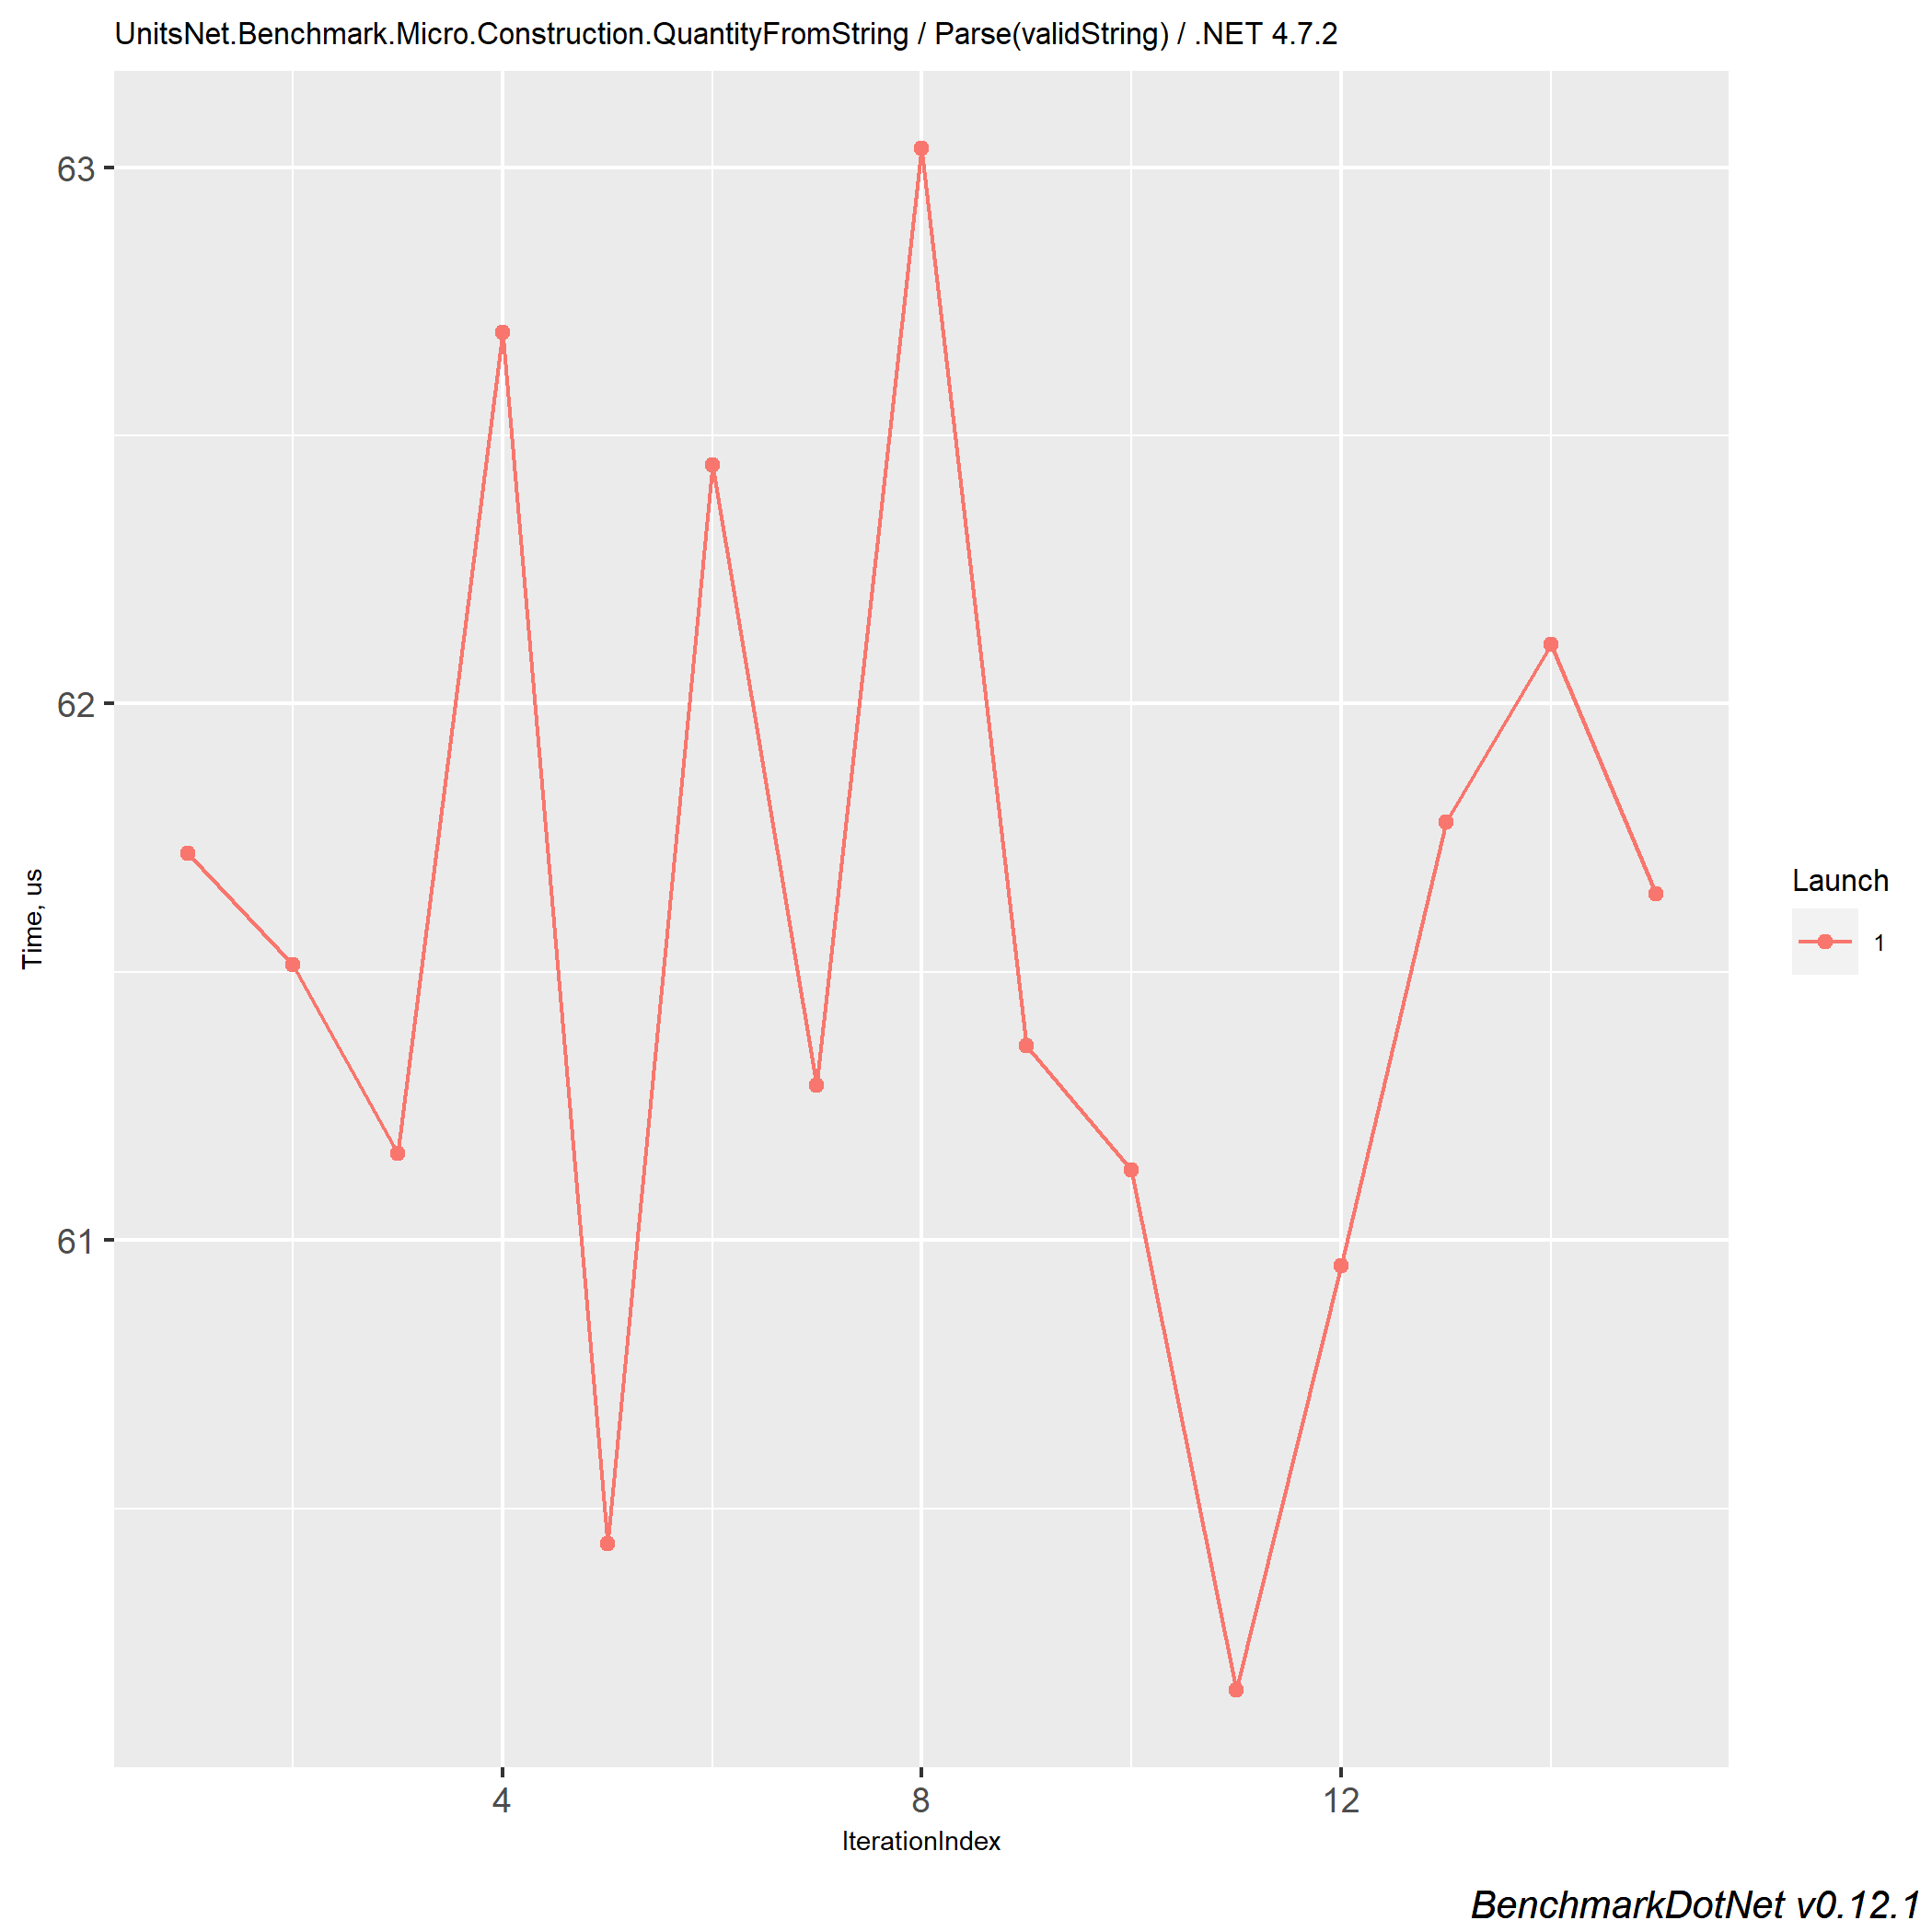 UnitsNet.Benchmark.Micro.Construction.QuantityFromString / Parse(validString) / .NET 4.7.2
63
62
61
Time, us
4 8 12
IterationIndex
Launch
1
BenchmarkDotNet v0.12.1